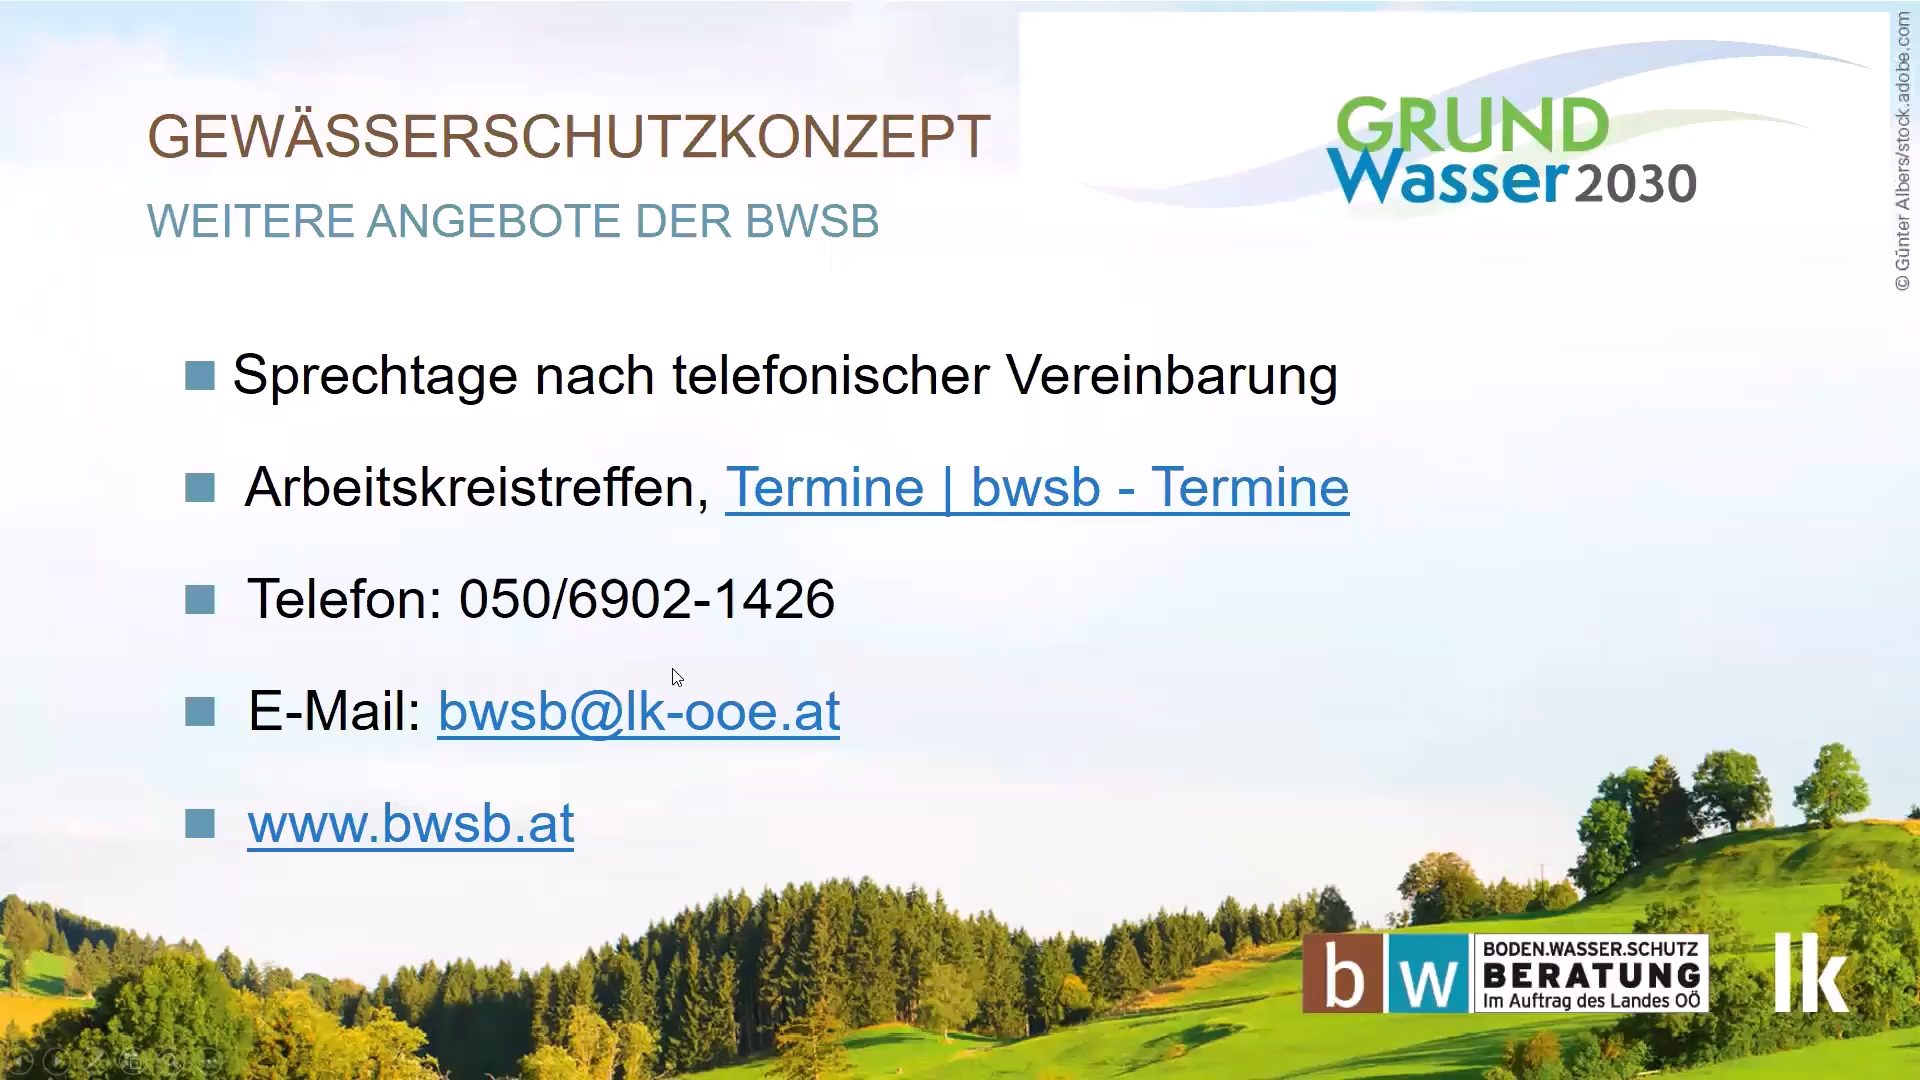 GEWÄSSERSCHUTZKONZEPT
WEITERE ANGEBOTE DER BWSB
GRUND
Wasser 2030
© Günter Albers/stock.adobe.com
Sprechtage nach telefonischer Vereinbarung
Arbeitskreistreffen, Termine | bwsb - Termine
Telefon: 050/6902-1426
E-Mail: bwsb@lk-ooe.at
www.bwsb.at
b w
BODEN.WASSER.SCHUTZ
BERATUNG
Im Auftrag des Landes OÖ
lk